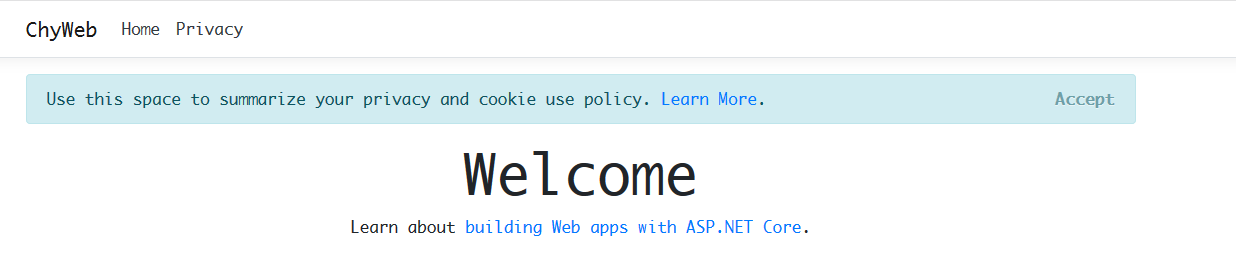 ChyWeb Home Privacy
Use this space to summarize your privacy and cookie use policy. Learn More. Accept
Welcome
Learn about building Web apps with ASP.NET Core.